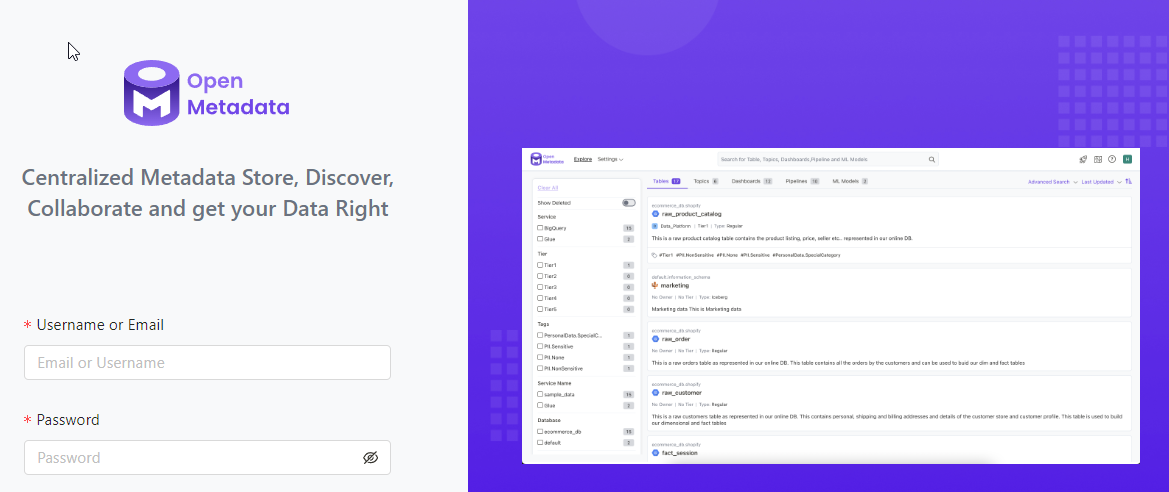 Open
Metadata
Centralized Metadata Store, Discover,
Collaborate and get your Data Right
* Username or Email
Email or Username
* Password
Password
Open
Metadata
Explore Settings
Search for Table, Topics, Dashboards,Pipeline and ML Models
H
Clear All
Show Deleted
Service
BigQuery 15
Glue 2
Tier
Tier1 1
Tier2 0
Tier3 0
Tier4 0
Tier5 0
Tags
PersonalData.SpecialC... 1
PII.Sensitive 1
PII.None 1
PII.NonSensitive 1
Service Name
sample_data 15
Glue 2
Database
ecommerce_db 15
default 2
Tables 17 Topics 6 Dashboards 12 Pipelines 16 ML Models 2
Advanced Search Last Updated
ecommerce_db.shopify
raw_product_catalog
Data_Platform | Tier1 | Type: Regular
This is a raw product catalog table contains the product listing, price, seller etc.. represented in our online DB.
#Tier1 #PII.NonSensitive #PII.None #PII.Sensitive #PersonalData.SpecialCategory
default.information_schema
marketing
No Owner | No Tier | Type: Iceberg
Marketing data This is Marketing data
ecommerce_db.shopify
raw_order
No Owner | No Tier | Type: Regular
This is a raw orders table as represented in our online DB. This table contains all the orders by the customers and can be used to buid our dim and fact tables
ecommerce_db.shopify
raw_customer
No Owner | No Tier | Type: Regular
This is a raw customers table as represented in our online DB. This contains personal, shipping and billing addresses and details of the customer store and customer profile. This table is used to build
our dimensional and fact tables
ecommerce_db.shopify
fact_session